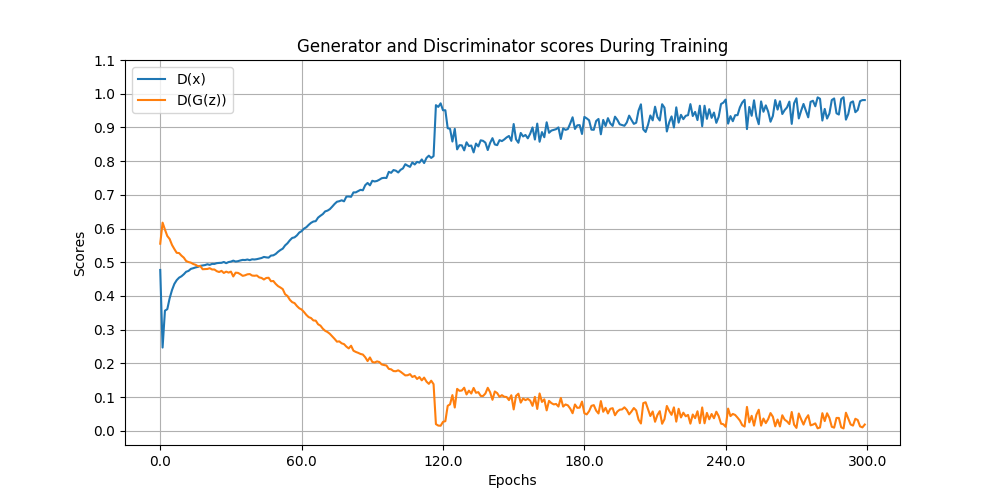 Generator and Discriminator scores During Training
1.1
1.0
0.9
0.8
0.7
0.6
0.5
0.4
0.3
0.2
0.1
0.0
Scores
D(x)
D(G(z))
0.0 60.0 120.0 180.0 240.0 300.0
Epochs